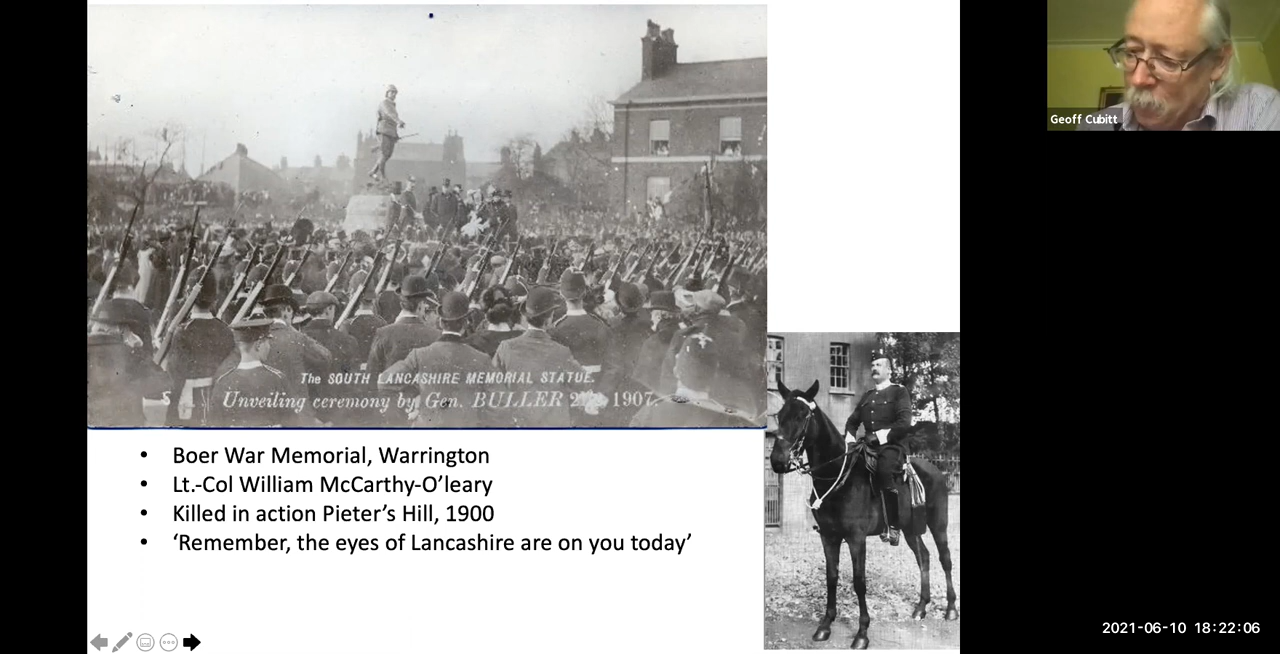 Geoff Cubitt
The SOUTH LANCASHIRE MEMORIAL STATUE.
Unveiling ceremony by Gen. BULLER 1907.
• Boer War Memorial, Warrington
• Lt.-Col William McCarthy-O’leary
• Killed in action Pieter’s Hill, 1900
• ‘Remember, the eyes of Lancashire are on you today’
2021-06-10 18:22:06